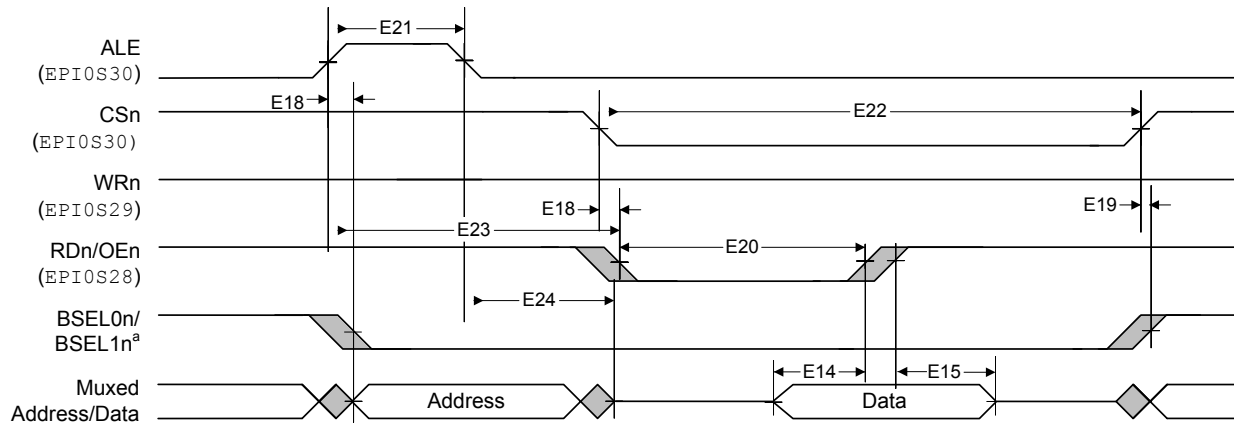 E21
ALE
(EPI0S30)
E18
CSn
(EPI0S30)
E22
WRn
(EPI0S29)
E18
E19
E23
RDn/OEn
(EPI0S28)
E20
E24
BSEL0n/
BSEL1nᵃ
E14
E15
Muxed
Address/Data
Address
Data